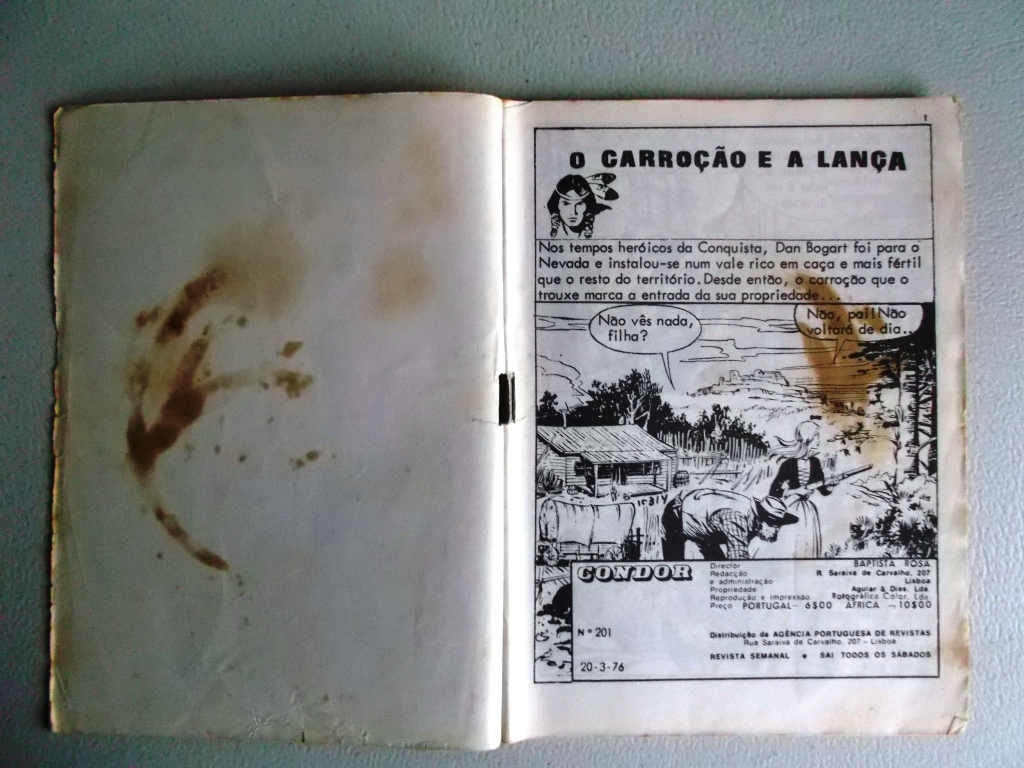 1
O CARROÇÃO E A LANÇA
Nos tempos heróicos da Conquista, Dan Bogart foi para o
Nevada e instalou-se num vale rico em caça e mais fértil
que o resto do território. Desde então, o carroção que o
trouxe marca a entrada da sua propriedade...
Não vês nada,
filha?
Não, pai! Não
voltará de dia..
CONDOR
Director BAPTISTA ROSA
Redacção R. Saraiva de Carvalho, 207
e administração Lisboa
Propriedade Aguiar & Dias, Lda.
Reprodução e impressão Rotográfica Color, Lda.
Preço PORTUGAL- 6$00 ÁFRICA -10$00
Nº 201
Distribuição da AGÊNCIA PORTUGUESA DE REVISTAS
Rua Saraiva de Carvalho, 207 - Lisboa
REVISTA SEMANAL • SAI TODOS OS SÁBADOS
20-3-76